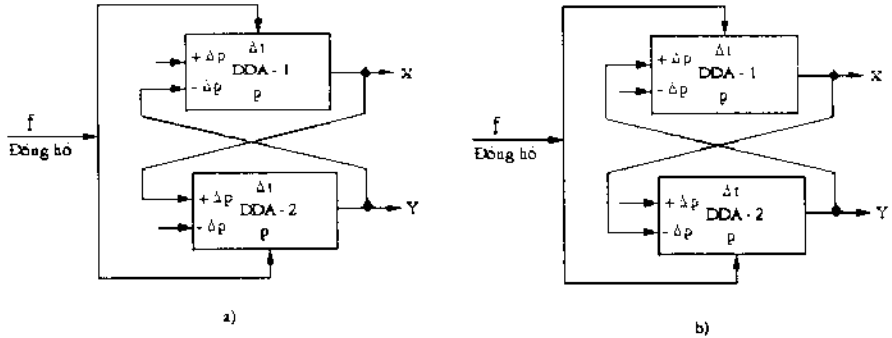 Δt
+ Δp
DDA - 1
- Δp
p
X
f
Đồng hồ
Δt
+ Δp
DDA - 2
- Δp
p
Y
a)
Δt
+ Δp
DDA - 1
- Δp
p
X
f
Đồng hồ
Δt
+ Δp
DDA - 2
- Δp
p
Y
b)